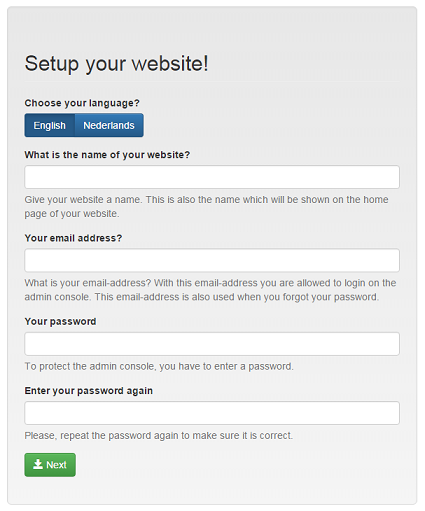 Setup your website!
Choose your language?
English Nederlands
What is the name of your website?
Give your website a name. This is also the name which will be shown on the home
page of your website.
Your email address?
What is your email-address? With this email-address you are allowed to login on the
admin console. This email-address is also used when you forgot your password.
Your password
To protect the admin console, you have to enter a password.
Enter your password again
Please, repeat the password again to make sure it is correct.
Next